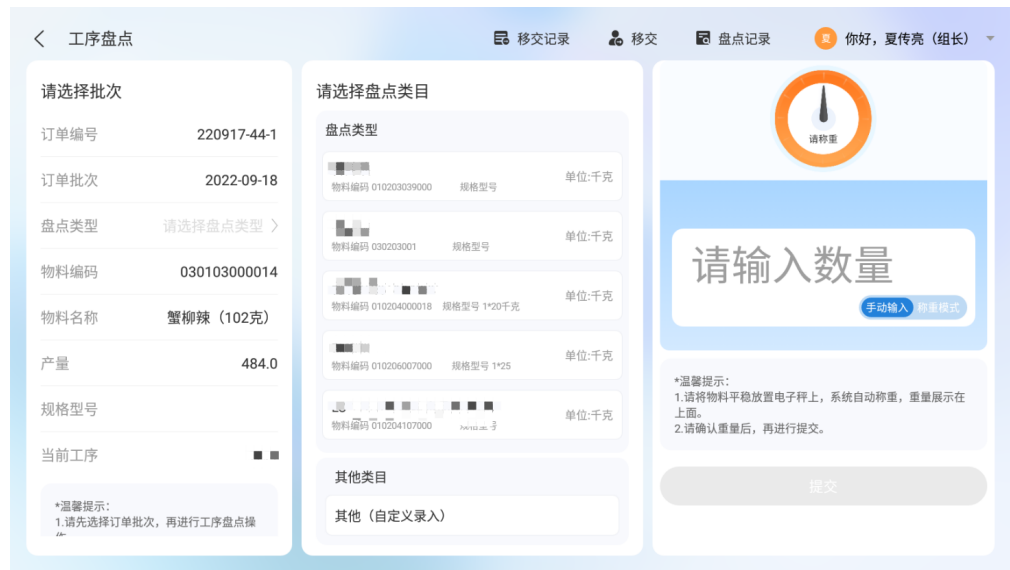 工序盘点
移交记录
移交
盘点记录
夏
你好，夏传亮（组长）
请选择批次
订单编号 220917-44-1
订单批次 2022-09-18
盘点类型 请选择盘点类型
物料编码 030103000014
物料名称 蟹柳辣（102克）
产量 484.0
规格型号
当前工序
*温馨提示：
1.请先选择订单批次，再进行工序盘点操
请选择盘点类目
盘点类型
单位:千克
物料编码 010203039000 规格型号
单位:千克
物料编码 030203001 规格型号
单位:千克
物料编码 010204000018 规格型号 1*20千克
单位:千克
物料编码 010206007000 规格型号 1*25
单位:千克
物料编码 010204107000
其他类目
其他（自定义录入）
请称重
请输入数量
手动输入 称重模式
*温馨提示：
1.请将物料平稳放置电子秤上，系统自动称重，重量展示在
上面。
2.请确认重量后，再进行提交。
提交